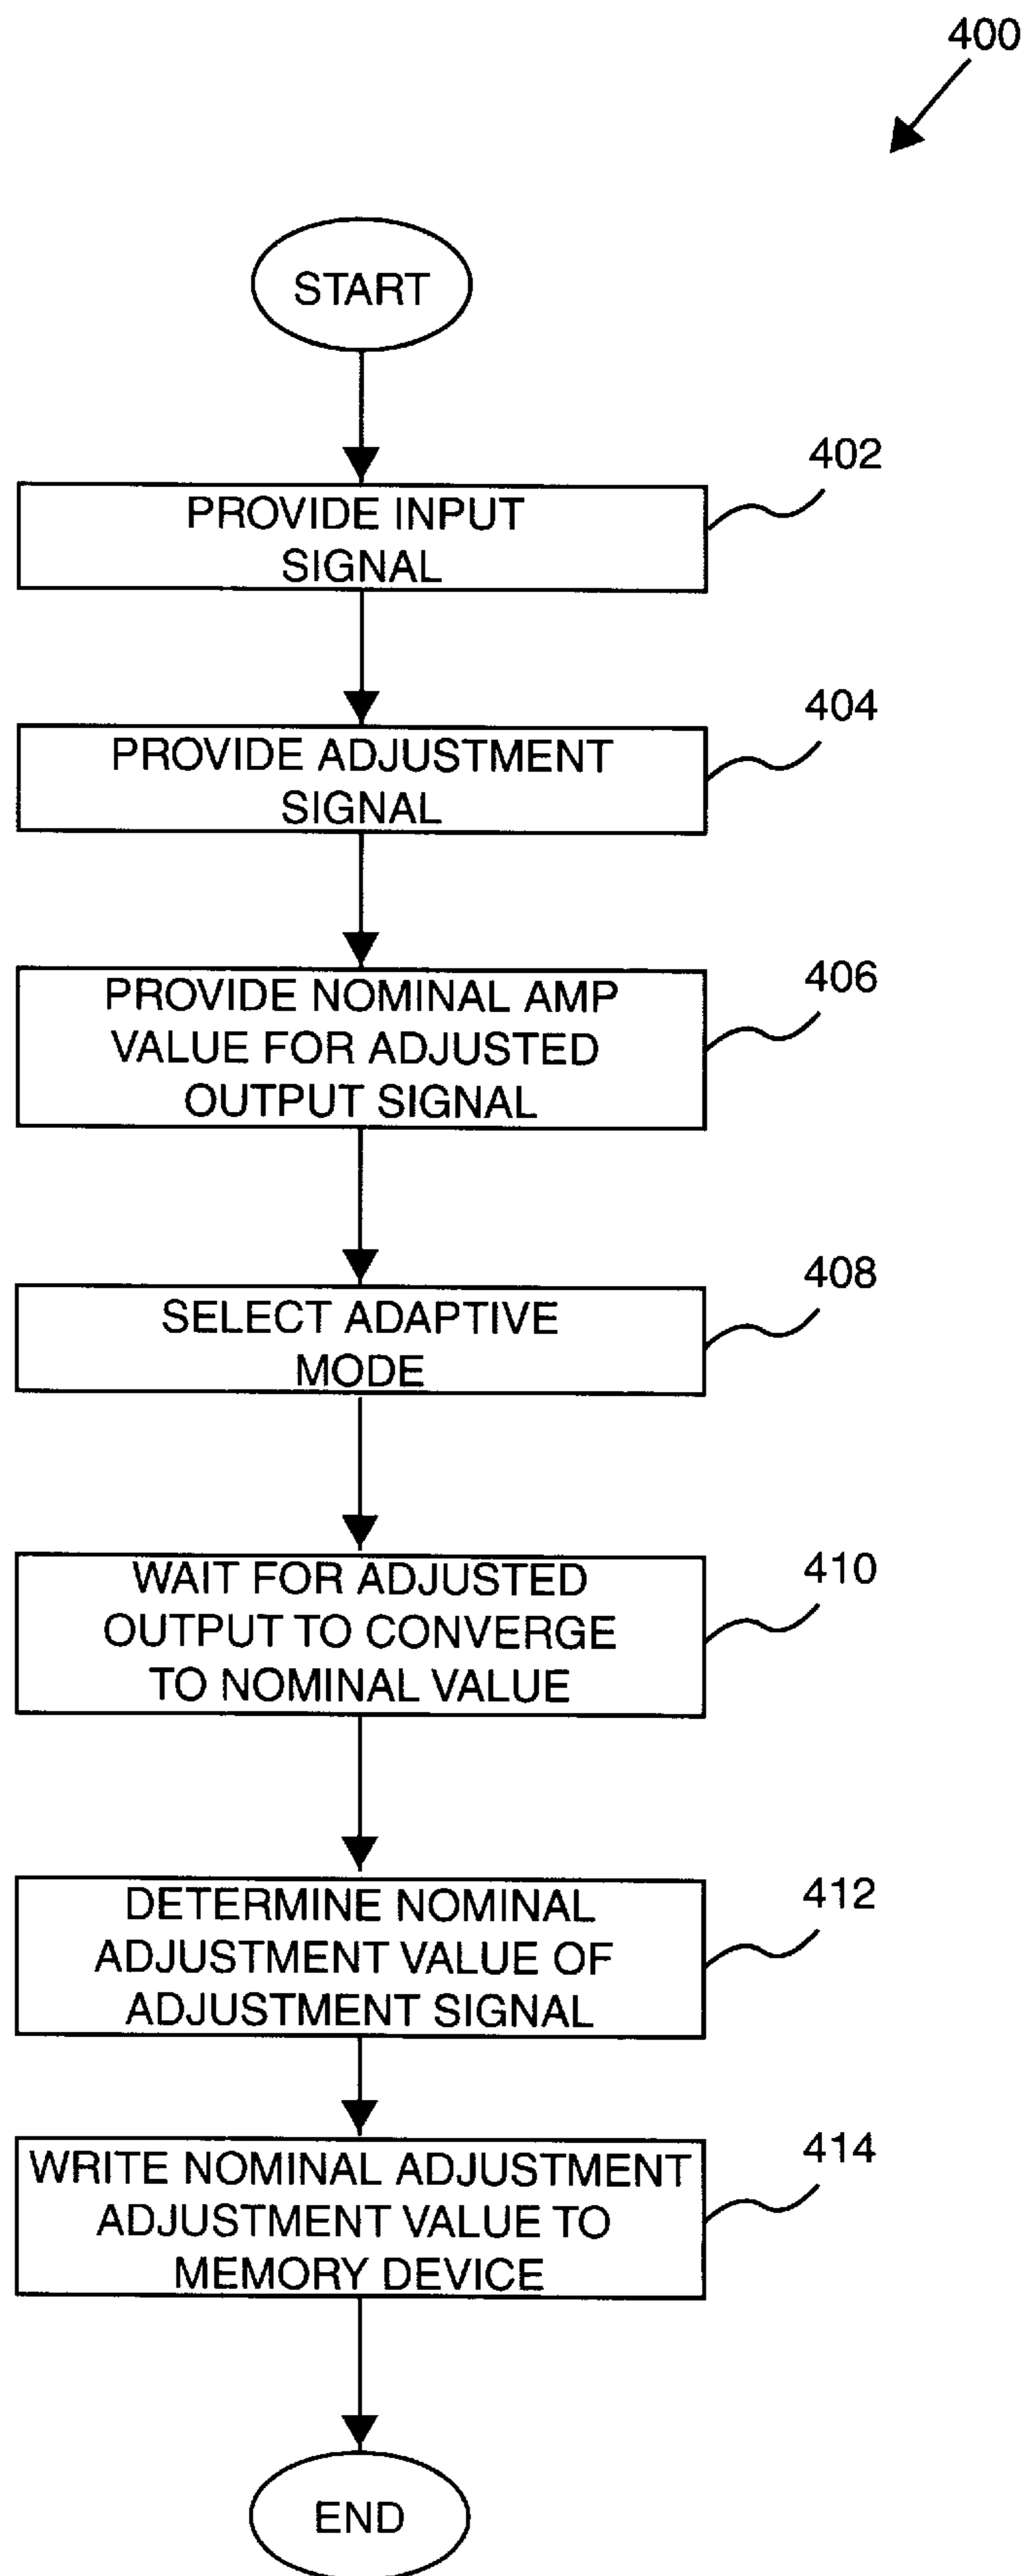 400
START
402
PROVIDE INPUT
SIGNAL
404
PROVIDE ADJUSTMENT
SIGNAL
406
PROVIDE NOMINAL AMP
VALUE FOR ADJUSTED
OUTPUT SIGNAL
408
SELECT ADAPTIVE
MODE
410
WAIT FOR ADJUSTED
OUTPUT TO CONVERGE
TO NOMINAL VALUE
412
DETERMINE NOMINAL
ADJUSTMENT VALUE OF
ADJUSTMENT SIGNAL
414
WRITE NOMINAL ADJUSTMENT
ADJUSTMENT VALUE TO
MEMORY DEVICE
END